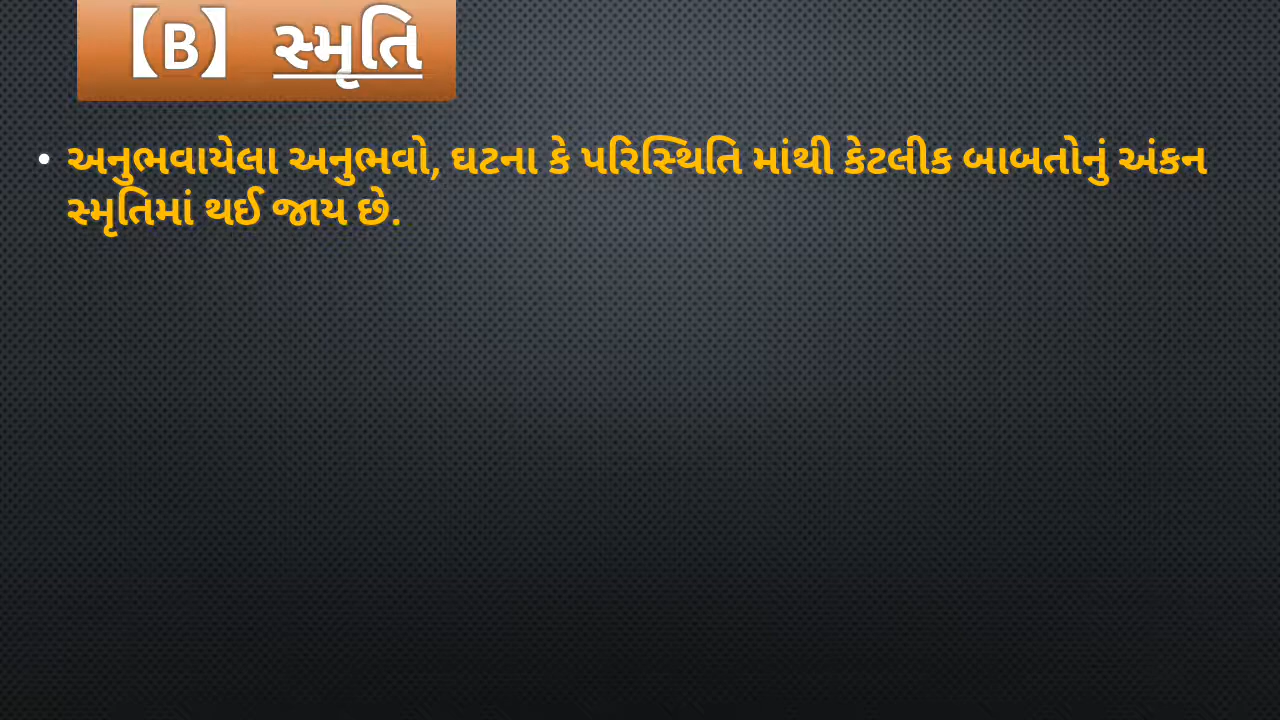 【B】 સ્મૃતિ
• અનુભવાયેલા અનુભવો, ઘટના કે પરિસ્થિતિ માંથી કેટલીક બાબતોનું અંકન
સ્મૃતિમાં થઈ જાય છે.